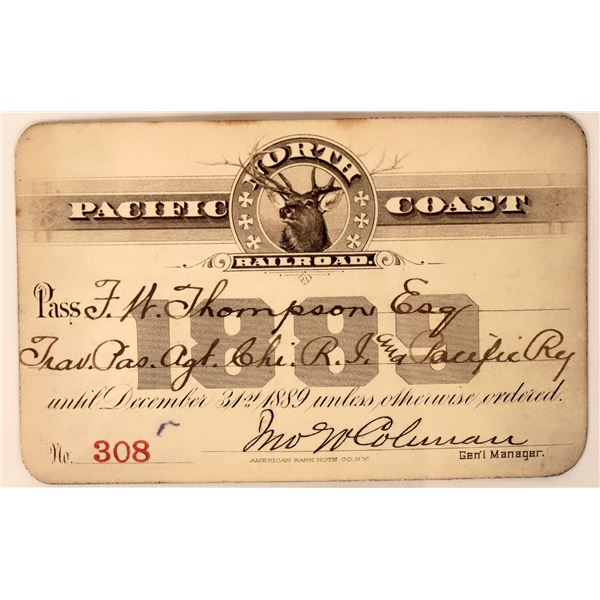 NORTH
PACIFIC COAST
RAILROAD.
1889
Pass F. W. Thompson Esq
Trav. Pas. Agt. Chi. R. I. and Pacific Ry
until December 31st 1889 unless otherwise ordered.
No. 308 Jno W Coleman
AMERICAN BANK NOTE CO. N.Y. Gen'l Manager.